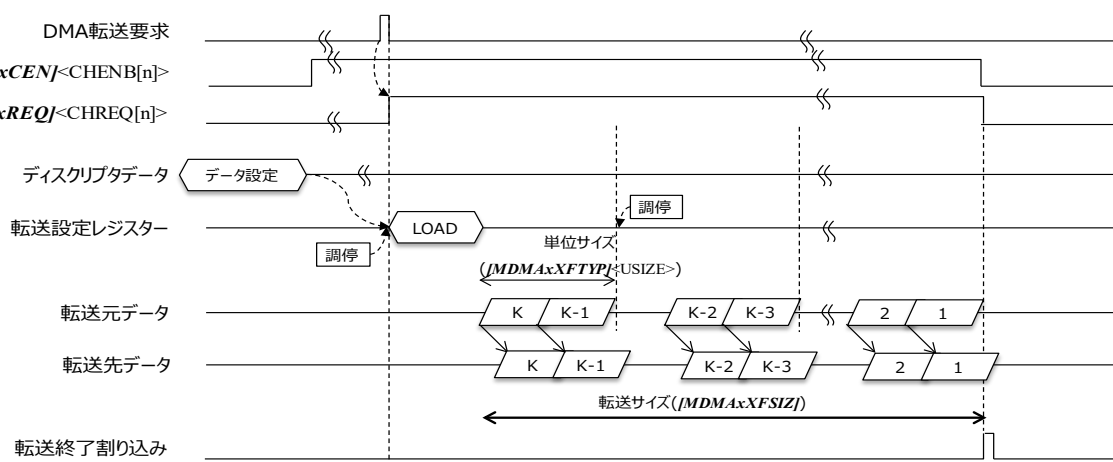 DMA転送要求
xCEN]<CHENB[n]>
xREQ]<CHREQ[n]>
ディスクリプタデータ
データ設定
転送設定レジスター
LOAD
調停
調停
単位サイズ
([MDMAxXFTYP]<USIZE>)
転送元データ
K
K-1
K-2
K-3
2
1
転送先データ
K
K-1
K-2
K-3
2
1
転送サイズ([MDMAxXFSIZ])
転送終了割り込み